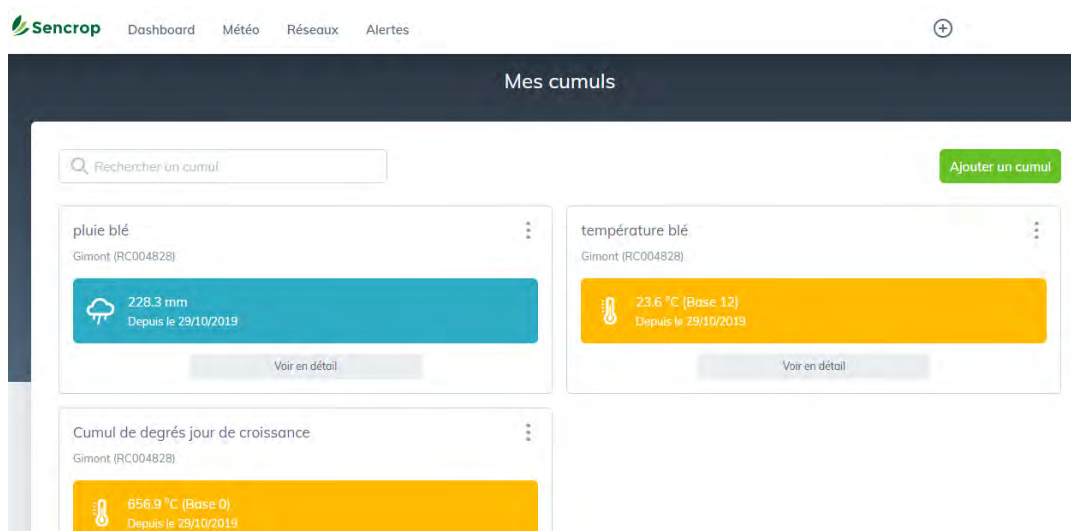 Sencrop Dashboard Météo Réseaux Alertes
Mes cumuls
Rechercher un cumul
Ajouter un cumul
pluie blé
Gimont (RC004828)
228.3 mm
Depuis le 29/10/2019
Voir en détail
température blé
Gimont (RC004828)
23.6 °C (Base 12)
Depuis le 29/10/2019
Voir en détail
Cumul de degrés jour de croissance
Gimont (RC004828)
656.9 °C (Base 0)
Depuis le 29/10/2019